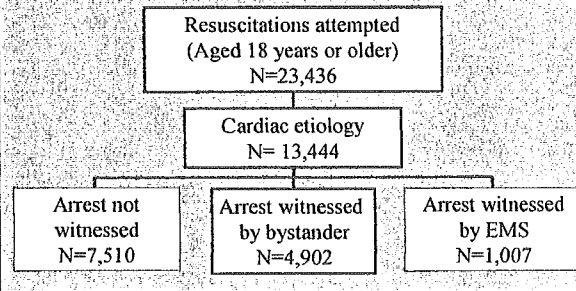 Resuscitations attempted
(Aged 18 years or older)
N=23,436
Cardiac etiology
N= 13,444
Arrest not
witnessed
N=7,510
Arrest witnessed
by bystander
N=4,902
Arrest witnessed
by EMS
N=1,007